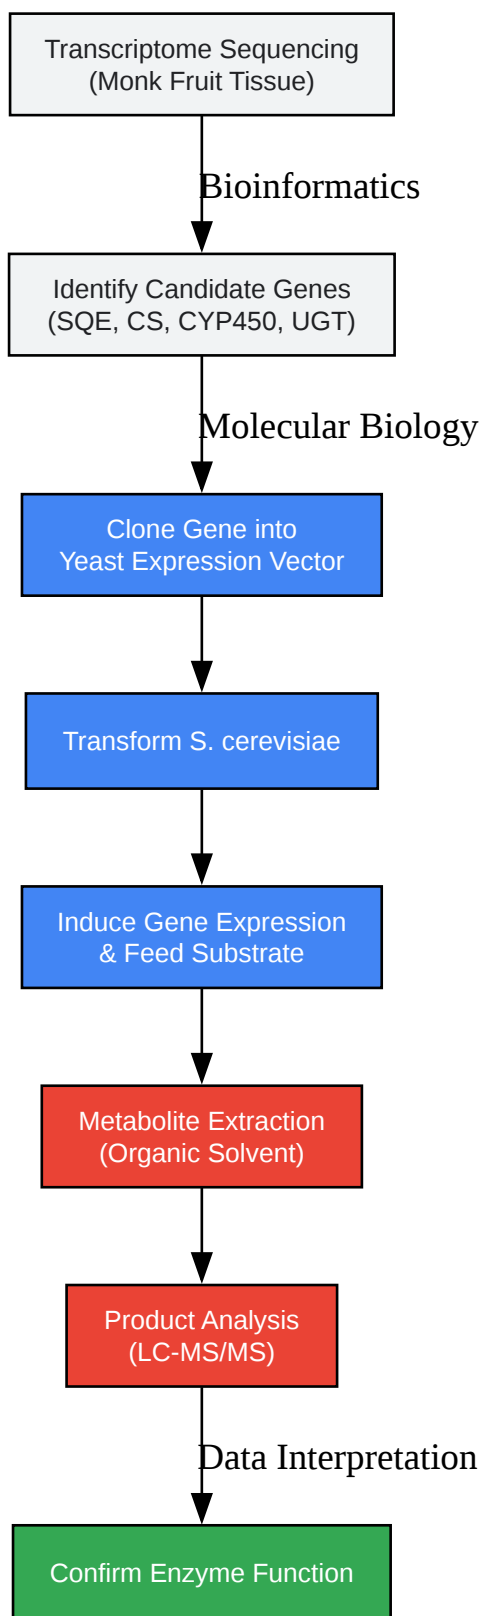 Transcriptome Sequencing
(Monk Fruit Tissue)
Bioinformatics
Identify Candidate Genes
(SQE, CS, CYP450, UGT)
Molecular Biology
Clone Gene into
Yeast Expression Vector
Transform S. cerevisiae
Induce Gene Expression
& Feed Substrate
Metabolite Extraction
(Organic Solvent)
Product Analysis
(LC-MS/MS)
Data Interpretation
Confirm Enzyme Function